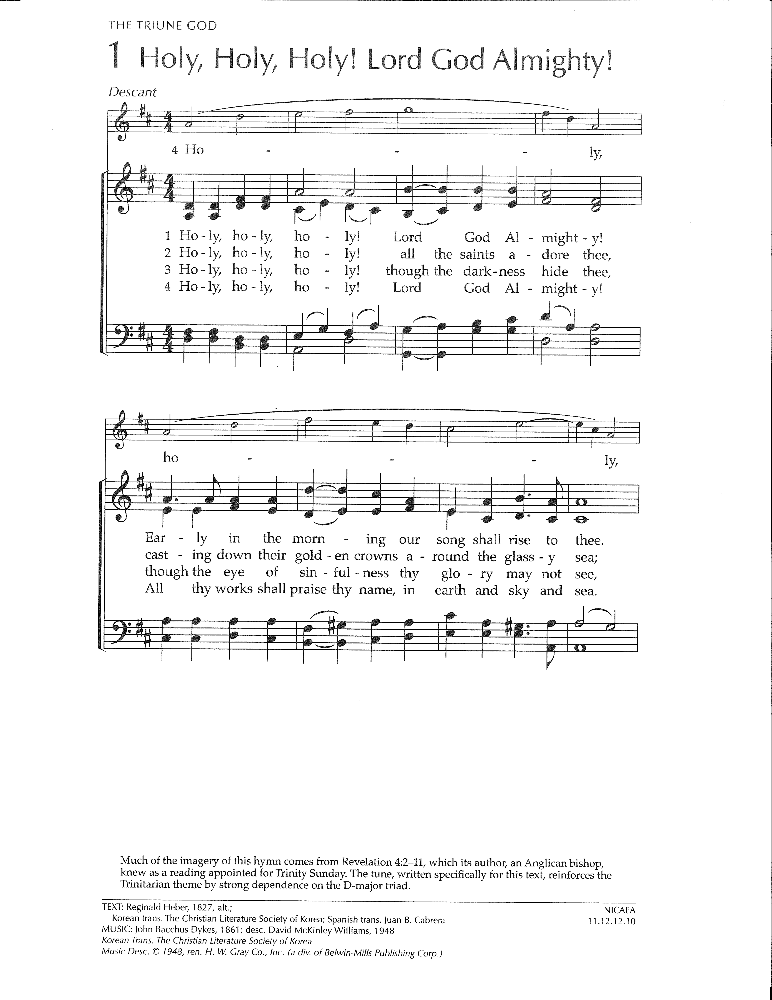 THE TRIUNE GOD
1 Holy, Holy, Holy! Lord God Almighty!
Descant
4 Ho - - - ly,
1 Ho - ly, ho - ly, ho - ly! Lord God Al - might - y!
2 Ho - ly, ho - ly, ho - ly! all the saints a - dore thee,
3 Ho - ly, ho - ly, ho - ly! though the dark - ness hide thee,
4 Ho - ly, ho - ly, ho - ly! Lord God Al - might - y!
ho - - - ly,
Ear - ly in the morn - ing our song shall rise to thee.
cast - ing down their gold - en crowns a - round the glass - y sea;
though the eye of sin - ful - ness thy glo - ry may not see,
All thy works shall praise thy name, in earth and sky and sea.
Much of the imagery of this hymn comes from Revelation 4:2–11, which its author, an Anglican bishop,
knew as a reading appointed for Trinity Sunday. The tune, written specifically for this text, reinforces the
Trinitarian theme by strong dependence on the D-major triad.
TEXT: Reginald Heber, 1827, alt.;
Korean trans. The Christian Literature Society of Korea; Spanish trans. Juan B. Cabrera
MUSIC: John Bacchus Dykes, 1861; desc. David McKinley Williams, 1948
Korean Trans. The Christian Literature Society of Korea
Music Desc. © 1948, ren. H. W. Gray Co., Inc. (a div. of Belwin-Mills Publishing Corp.)
NICAEA
11.12.12.10